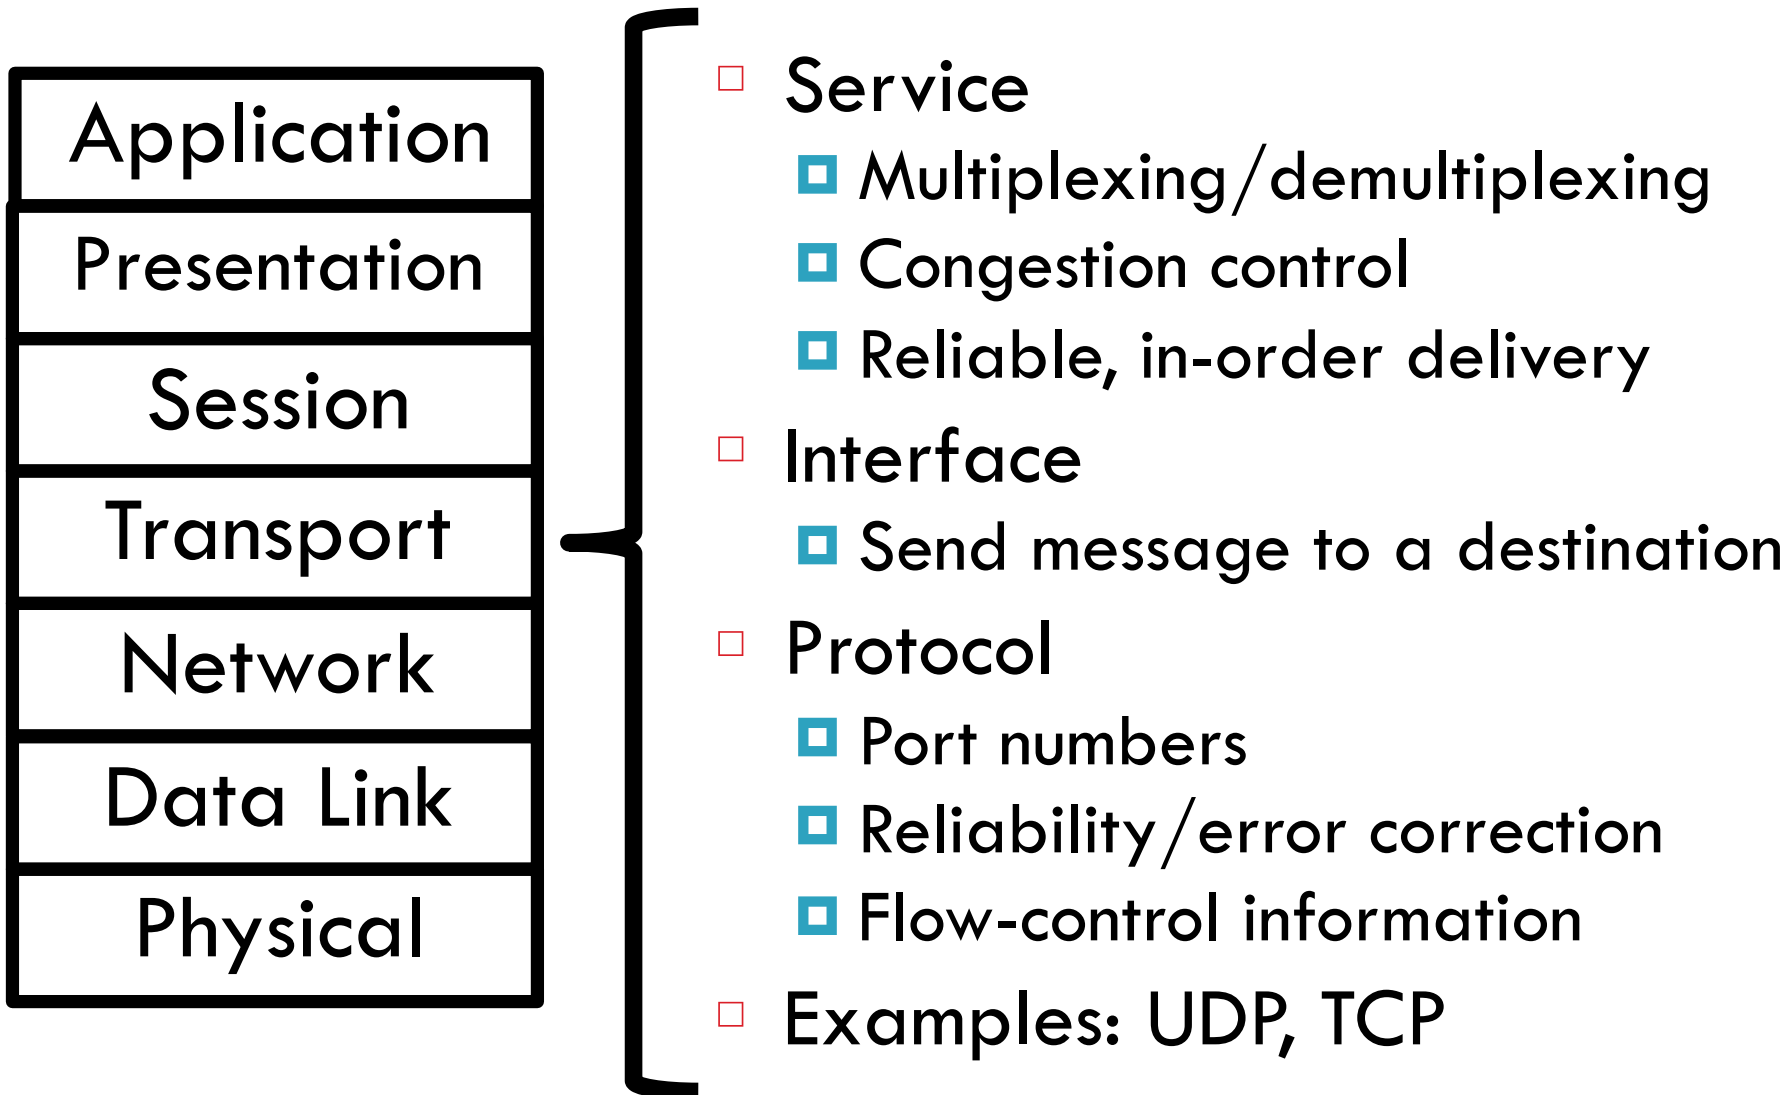 Application
Presentation
Session
Transport
Network
Data Link
Physical
Service
Multiplexing/demultiplexing
Congestion control
Reliable, in-order delivery
Interface
Send message to a destination
Protocol
Port numbers
Reliability/error correction
Flow-control information
Examples: UDP, TCP